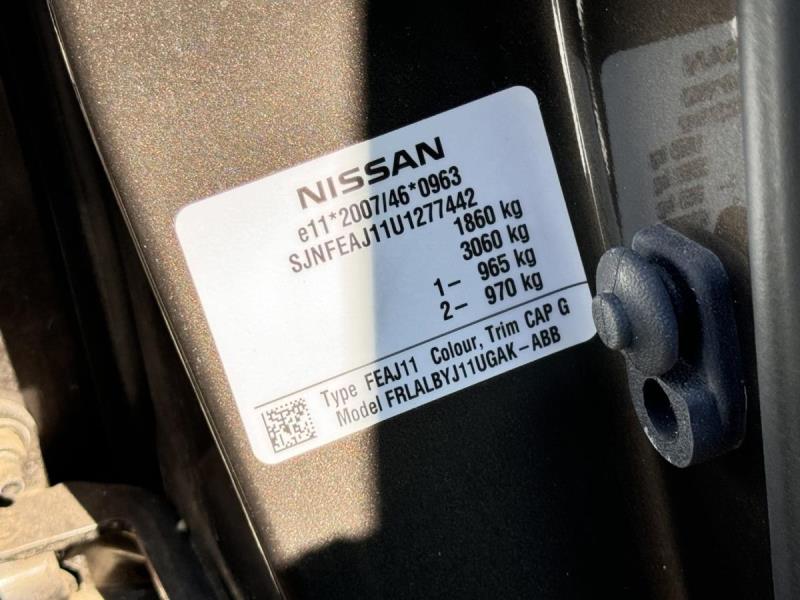 NISSAN
e11*2007/46*0963
SJNFEAJ11U1277442
1860 kg
3060 kg
1– 965 kg
2– 970 kg
Type FEAJ11 Colour, Trim CAP G
Model FRLALBYJ11UGAK–ABB